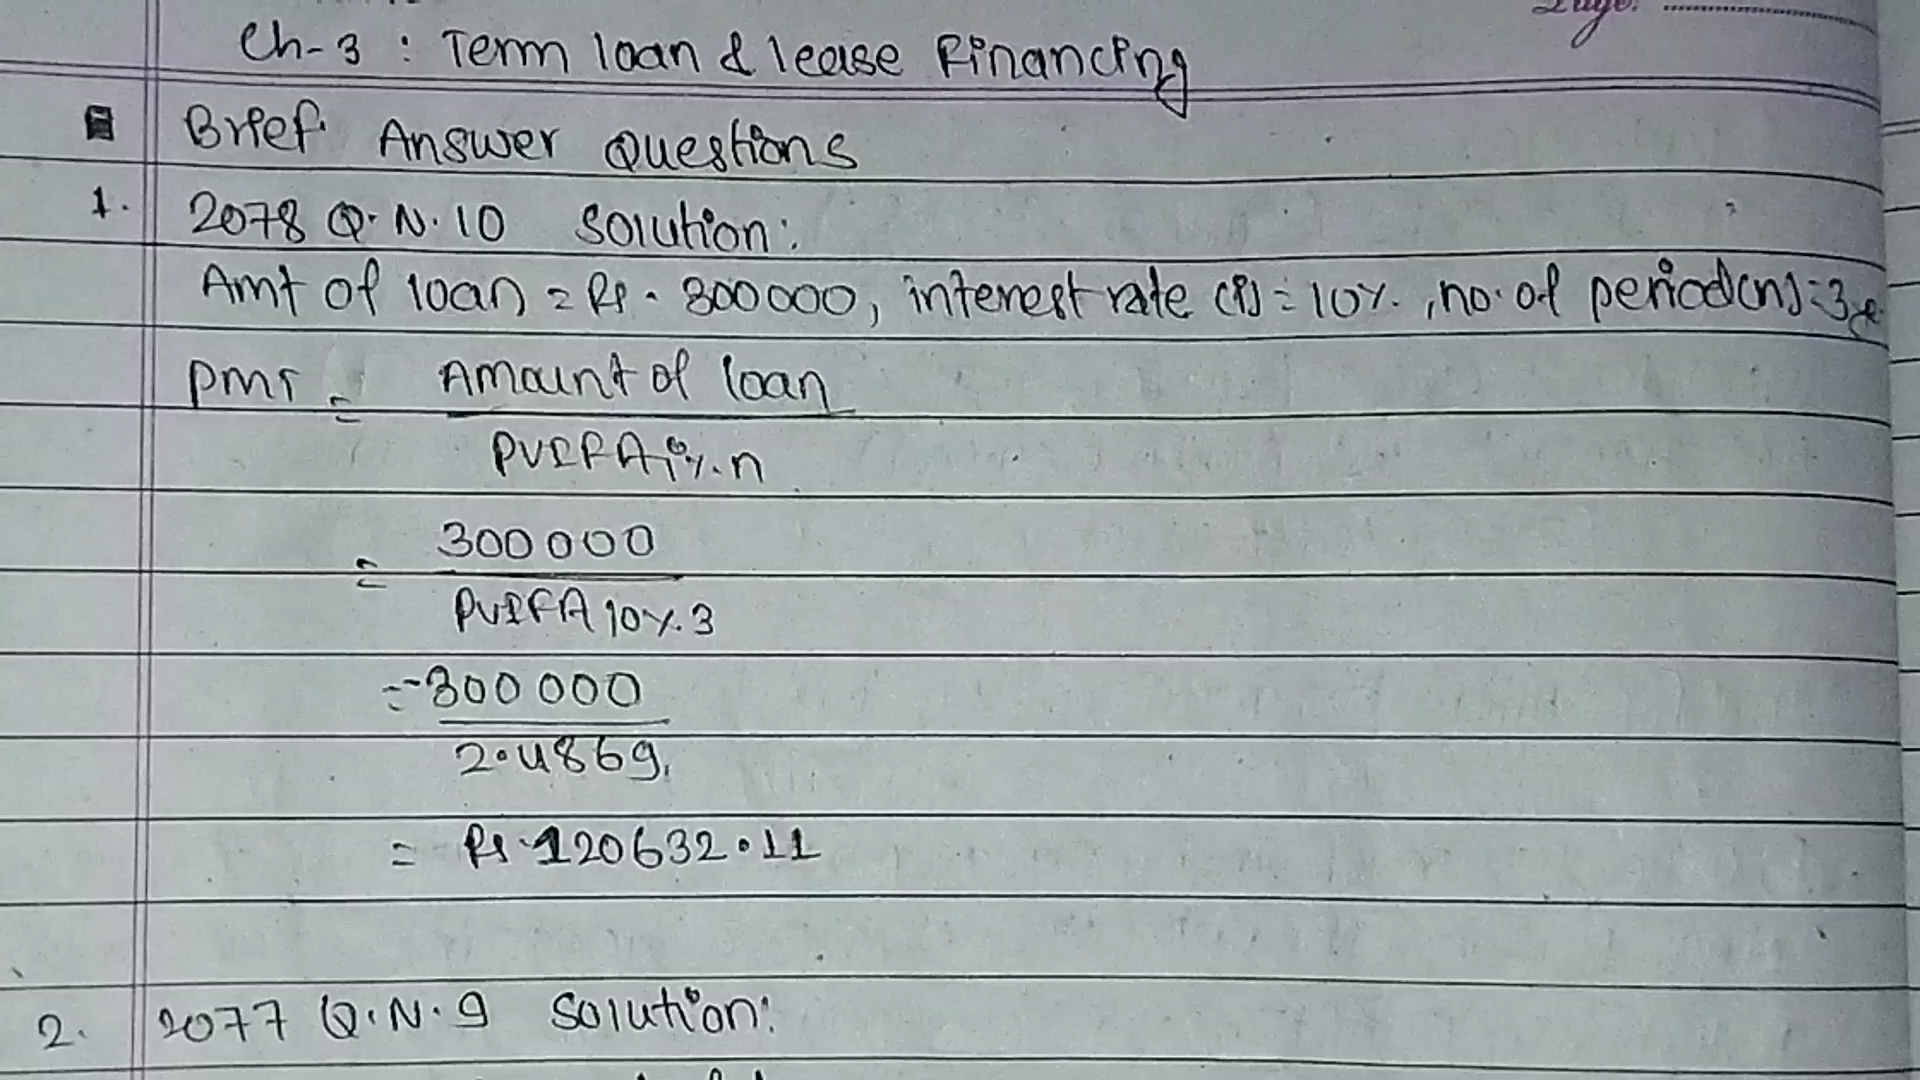 Page:
Ch-3 : Term loan & lease Financing
Brief Answer Questions
1. 2078 Q.N.10 Solution:
Amt of loan = Rs. 300000, interest rate (i) = 10%, no. of period(n) = 3
PMT = Amount of loan
PVIFA i%.n
= 300000
PVIFA 10%.3
= 300000
2.4869
= Rs. 120632.11
2. 2077 Q.N.9 Solution: